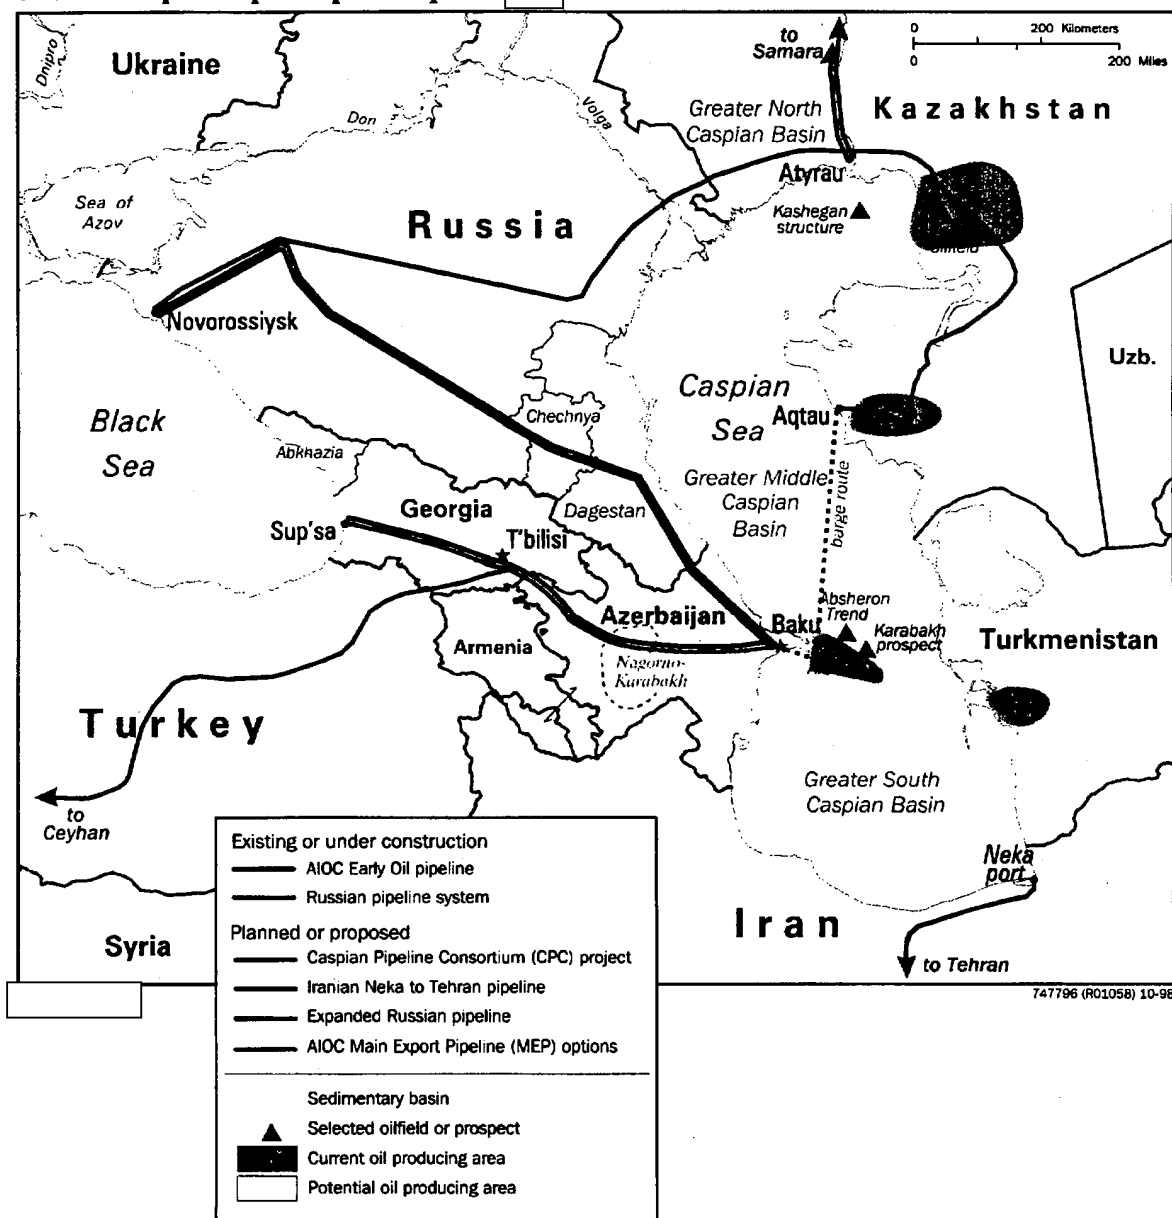 Ukraine
Dnipro
Don
Volga
to
Samara
0 200 Kilometers
0 200 Miles
Greater North
Caspian Basin
Kazakhstan
Atyrau
Kashegan
structure
oilfield
Sea of
Azov
Russia
Novorossiysk
Uzb.
Black
Sea
Caspian
Sea
Aqtau
Chechnya
Abkhazia
Greater Middle
Caspian
Basin
barge route
Georgia
Dagestan
Sup'sa
T'bilisi
Azerbaijan
Baku
Absheron
Trend
Karabakh
prospect
Turkmenistan
Armenia
Nagorno-
Karabakh
Turkey
Greater South
Caspian Basin
to
Ceyhan
Neka
port
Iran
Syria
to Tehran
747796 (R01058) 10-98
Existing or under construction
AIOC Early Oil pipeline
Russian pipeline system
Planned or proposed
Caspian Pipeline Consortium (CPC) project
Iranian Neka to Tehran pipeline
Expanded Russian pipeline
AIOC Main Export Pipeline (MEP) options
Sedimentary basin
Selected oilfield or prospect
Current oil producing area
Potential oil producing area